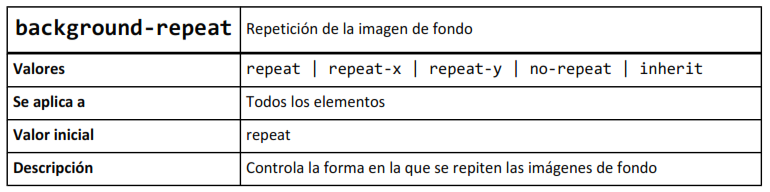 background-repeat Repetición de la imagen de fondo
Valores repeat | repeat-x | repeat-y | no-repeat | inherit
Se aplica a Todos los elementos
Valor inicial repeat
Descripción Controla la forma en la que se repiten las imágenes de fondo